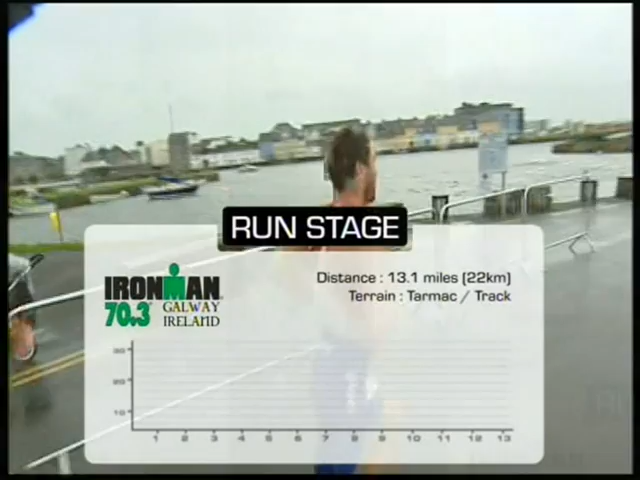 RUN STAGE
IRONMAN
70.3 GALWAY
IRELAND
Distance : 13.1 miles (22km)
Terrain : Tarmac / Track
30
20
10
1 2 3 4 5 6 7 8 9 10 11 12 13